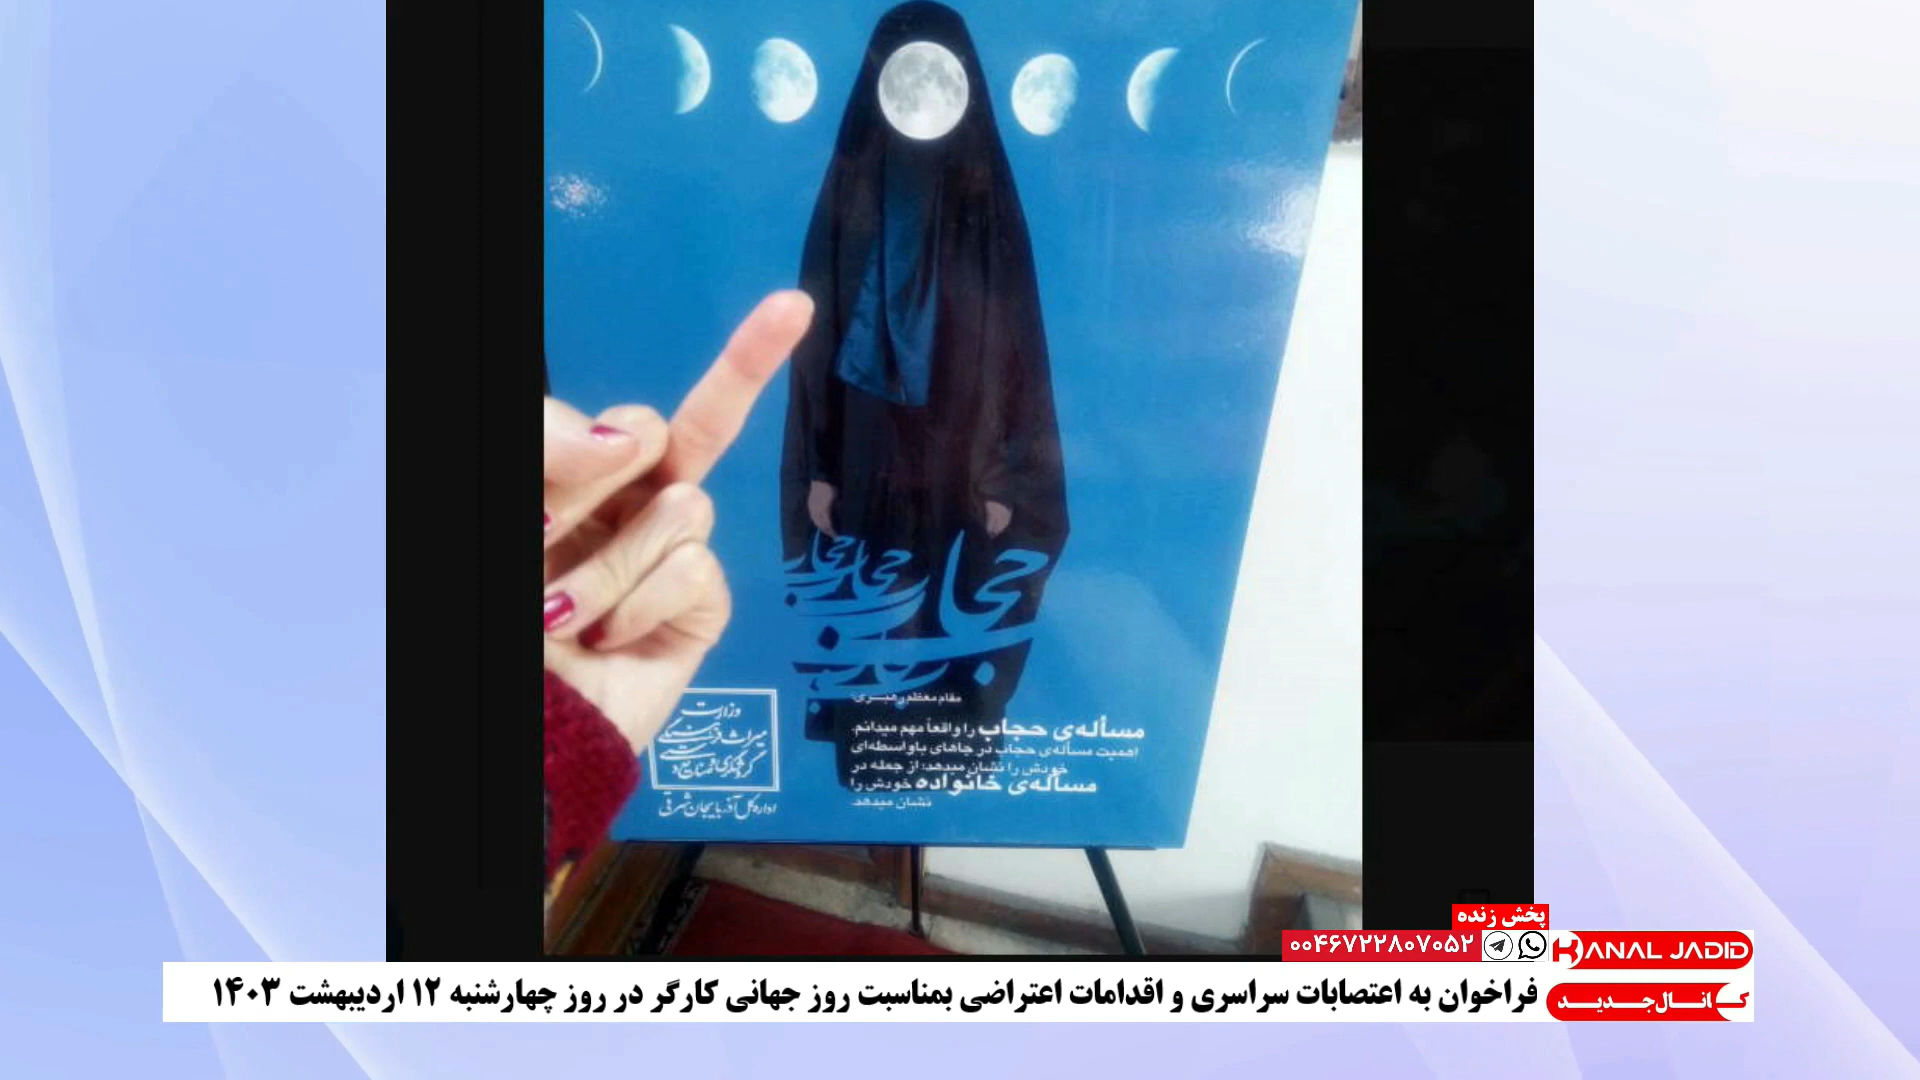 حجاب
حجاب
حجاب
مقام معظم رهبری:
مسأله‌ی حجاب را واقعاً مهم میدانم.
اهمیت مسأله‌ی حجاب در جاهای باواسطه‌ای
خودش را نشان میدهد؛ از جمله در
مسأله‌ی خانواده خودش را
نشان میدهد.
وزارت
میراث فرهنگی
گردشگری و صنایع دستی
اداره کل آذربایجان شرقی
پخش زنده
۰۰۴۶۷۲۲۸۰۷۰۵۲
KANAL JADID
کانال جدید
فراخوان به اعتصابات سراسری و اقدامات اعتراضی بمناسبت روز جهانی کارگر در روز چهارشنبه ۱۲ اردیبهشت ۱۴۰۳